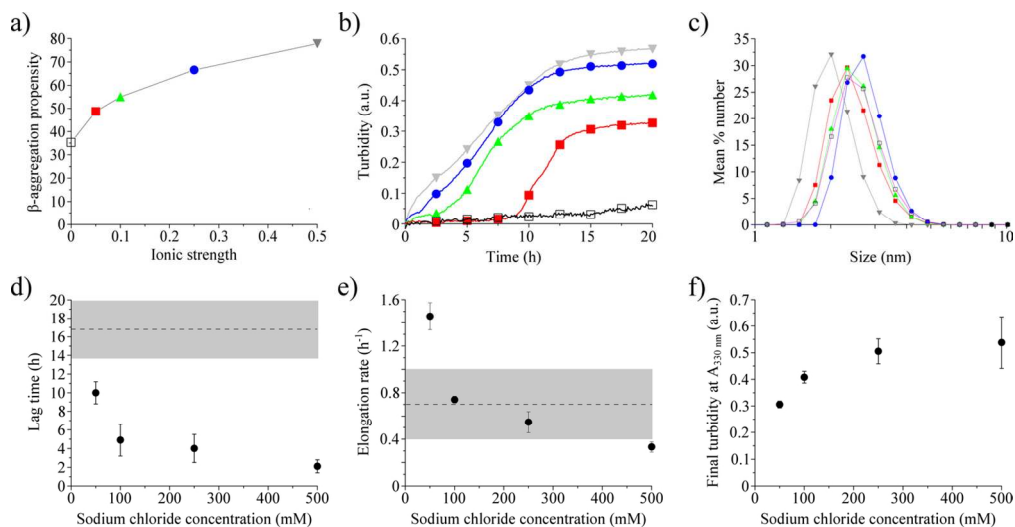 a)
β-aggregation propensity
80
70
60
50
40
30
20
10
0
0 0.1 0.2 0.3 0.4 0.5
Ionic strength
b)
Turbidity (a.u.)
0.6
0.5
0.4
0.3
0.2
0.1
0
0 5 10 15 20
Time (h)
c)
Mean % number
35
30
25
20
15
10
5
0
1 10
Size (nm)
d)
Lag time (h)
20
18
16
14
12
10
8
6
4
2
0
0 100 200 300 400 500
Sodium chloride concentration (mM)
e)
Elongation rate (h⁻¹)
1.6
1.2
0.8
0.4
0
0 100 200 300 400 500
Sodium chloride concentration (mM)
f)
Final turbidity at A330 nm (a.u.)
0.7
0.6
0.5
0.4
0.3
0.2
0.1
0
0 100 200 300 400 500
Sodium chloride concentration (mM)